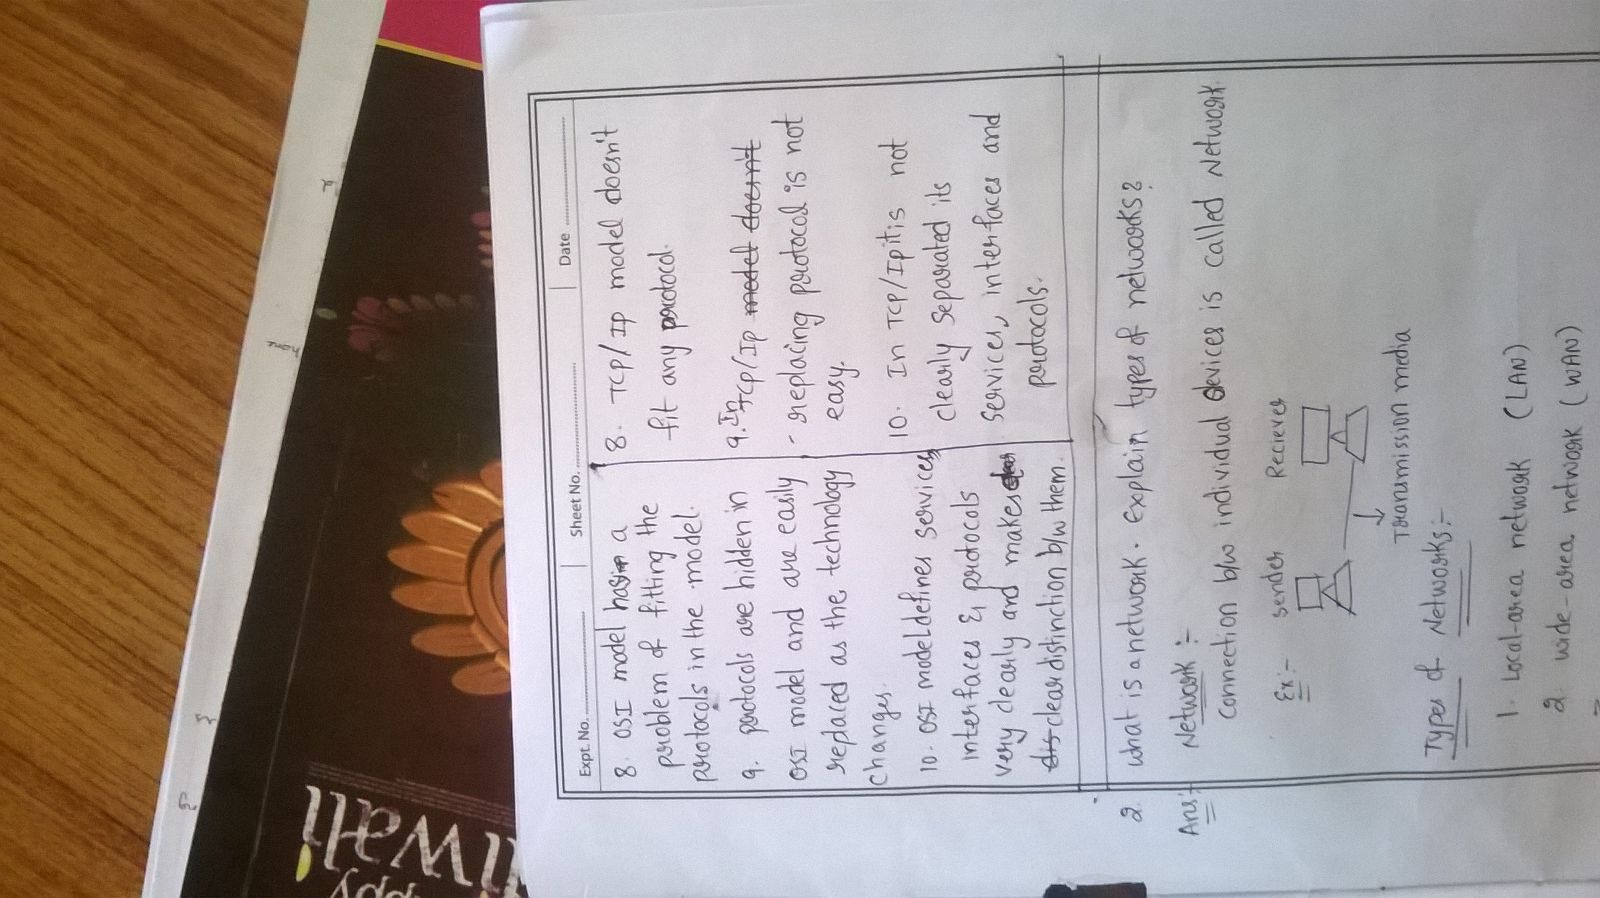 ppy
iwali
home
Expt. No. Sheet No. Date
8. OSI model has a
problem of fitting the
protocols in the model.
9. protocols are hidden in
OSI model and are easily
replaced as the technology
changes.
10. OSI model defines services,
interfaces & protocols
very clearly and makes clear
dis clear distinction b/w them.
8. TCP/IP model doesn't
fit any protocol.
9. In TCP/IP model doesn't
- replacing protocol is not
easy.
10. In TCP/IP it is not
clearly separated its
services, interfaces and
protocols.
2. What is a network. Explain types of networks?
Ans:- Network :-
Connection b/w individual devices is called Network.
Ex:- Sender Reciever
Transmission media
Types of Networks:-
1. Local-area network (LAN)
2. wide-area network (WAN)